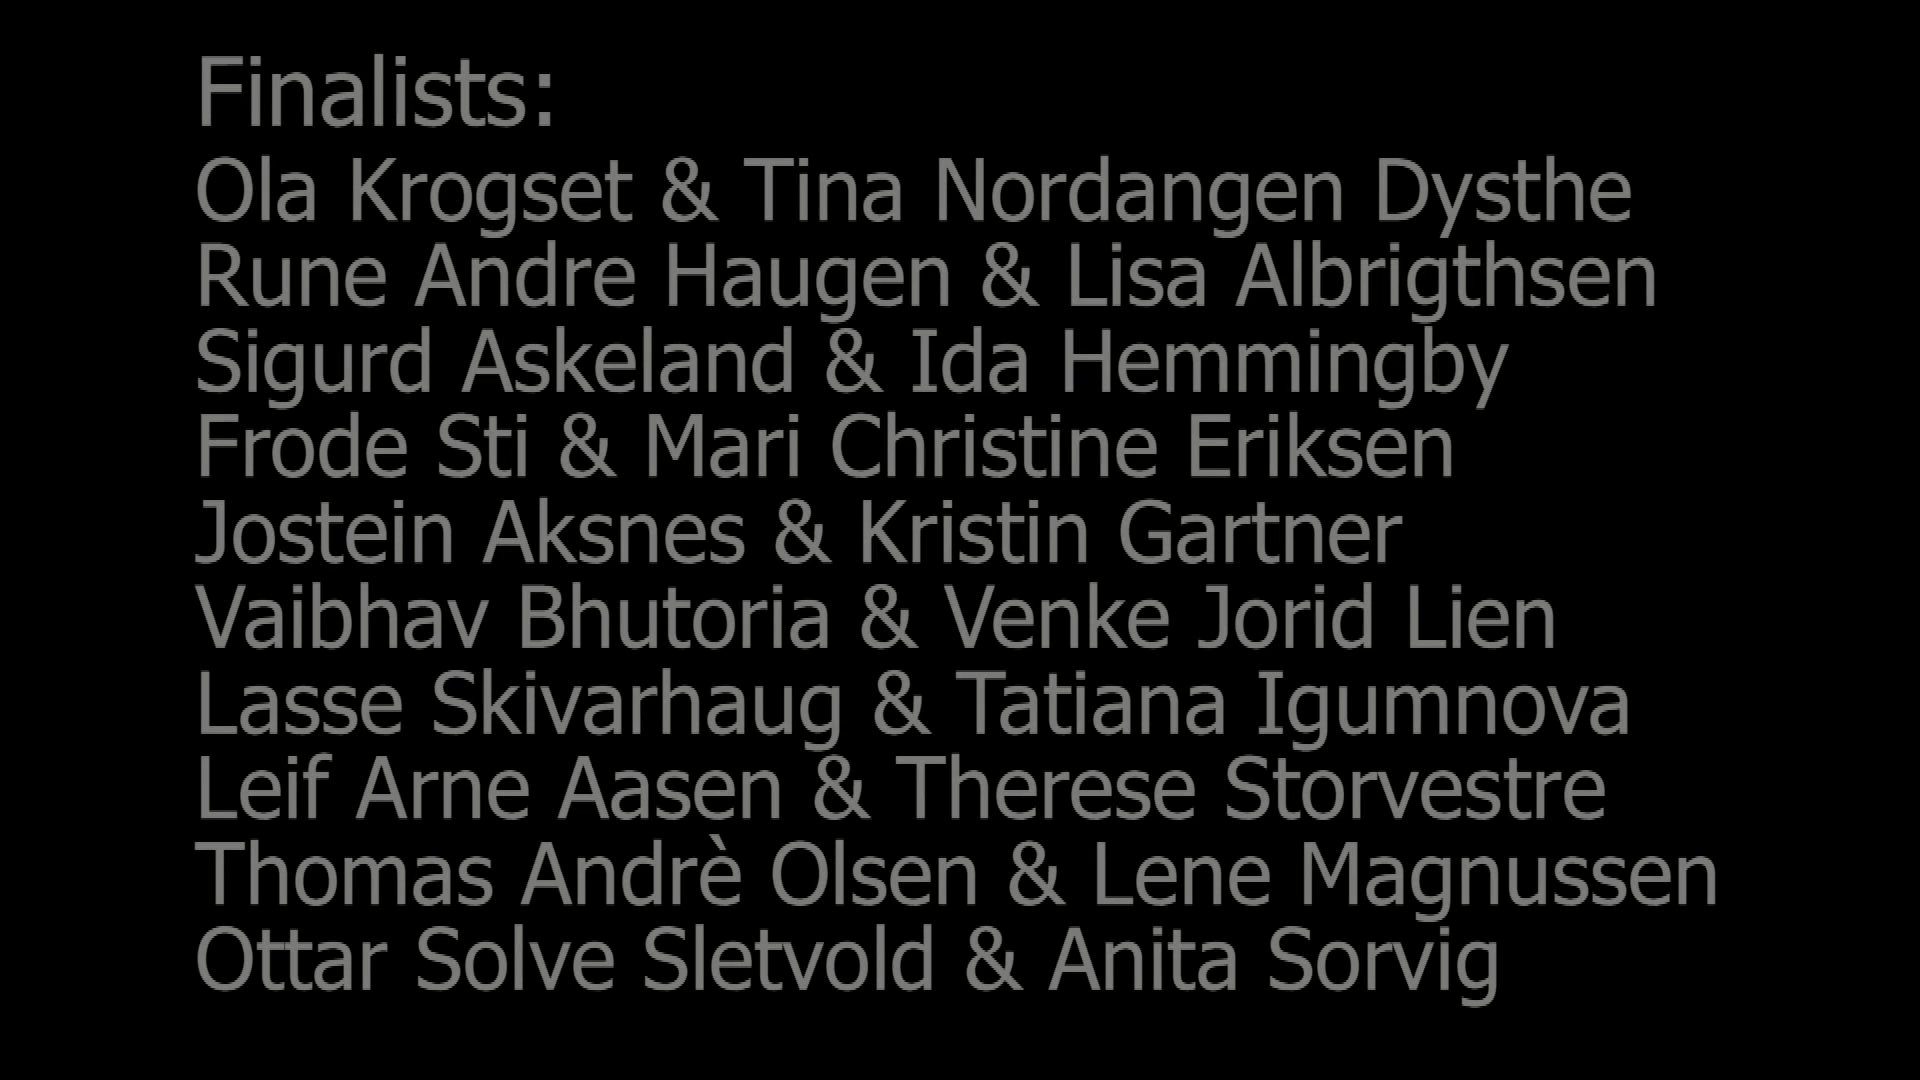 Finalists:
Ola Krogset & Tina Nordangen Dysthe
Rune Andre Haugen & Lisa Albrigthsen
Sigurd Askeland & Ida Hemmingby
Frode Sti & Mari Christine Eriksen
Jostein Aksnes & Kristin Gartner
Vaibhav Bhutoria & Venke Jorid Lien
Lasse Skivarhaug & Tatiana Igumnova
Leif Arne Aasen & Therese Storvestre
Thomas Andrè Olsen & Lene Magnussen
Ottar Solve Sletvold & Anita Sorvig